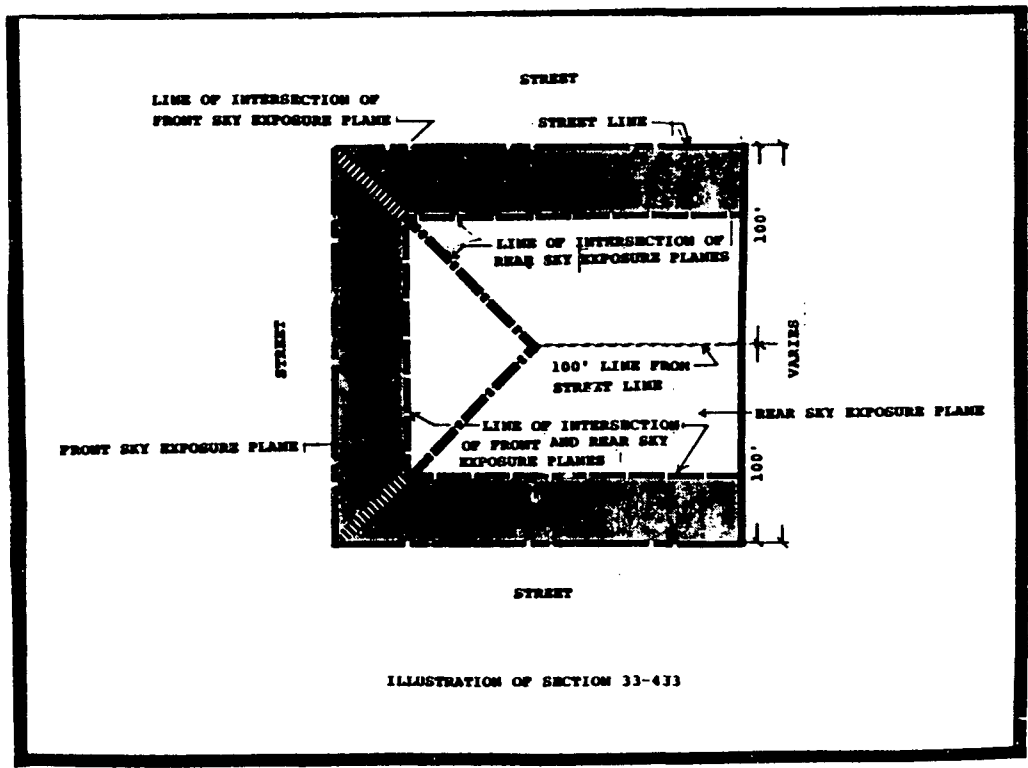 STREET
LINE OF INTERSECTION OF
FRONT SKY EXPOSURE PLANE
STREET LINE
100'
LINE OF INTERSECTION OF
REAR SKY EXPOSURE PLANES
STREET
VARIES
100' LINE FROM
STREET LINE
REAR SKY EXPOSURE PLANE
LINE OF INTERSECTION
OF FRONT AND REAR SKY
EXPOSURE PLANES
FRONT SKY EXPOSURE PLANE
100'
STREET
ILLUSTRATION OF SECTION 33-433